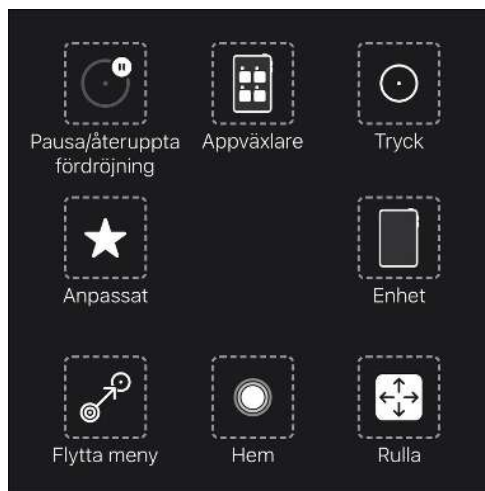 Pausa/återuppta
fördröjning
Appväxlare
Tryck
Anpassat
Enhet
Flytta meny
Hem
Rulla